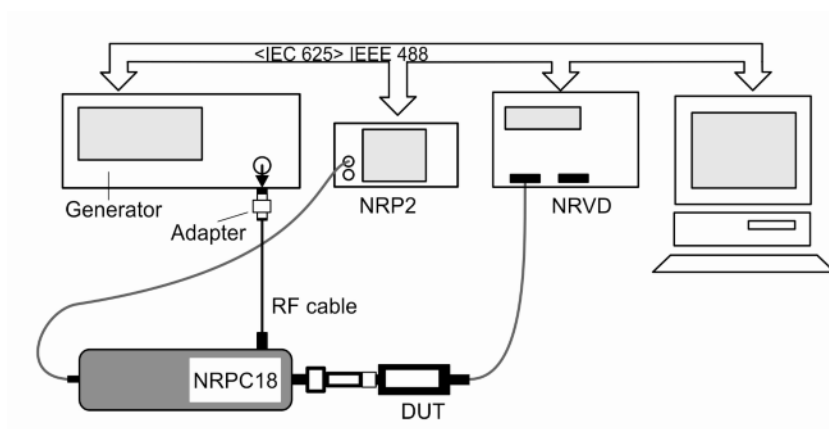 <IEC 625> IEEE 488
Generator
Adapter
NRP2
NRVD
RF cable
NRPC18
DUT